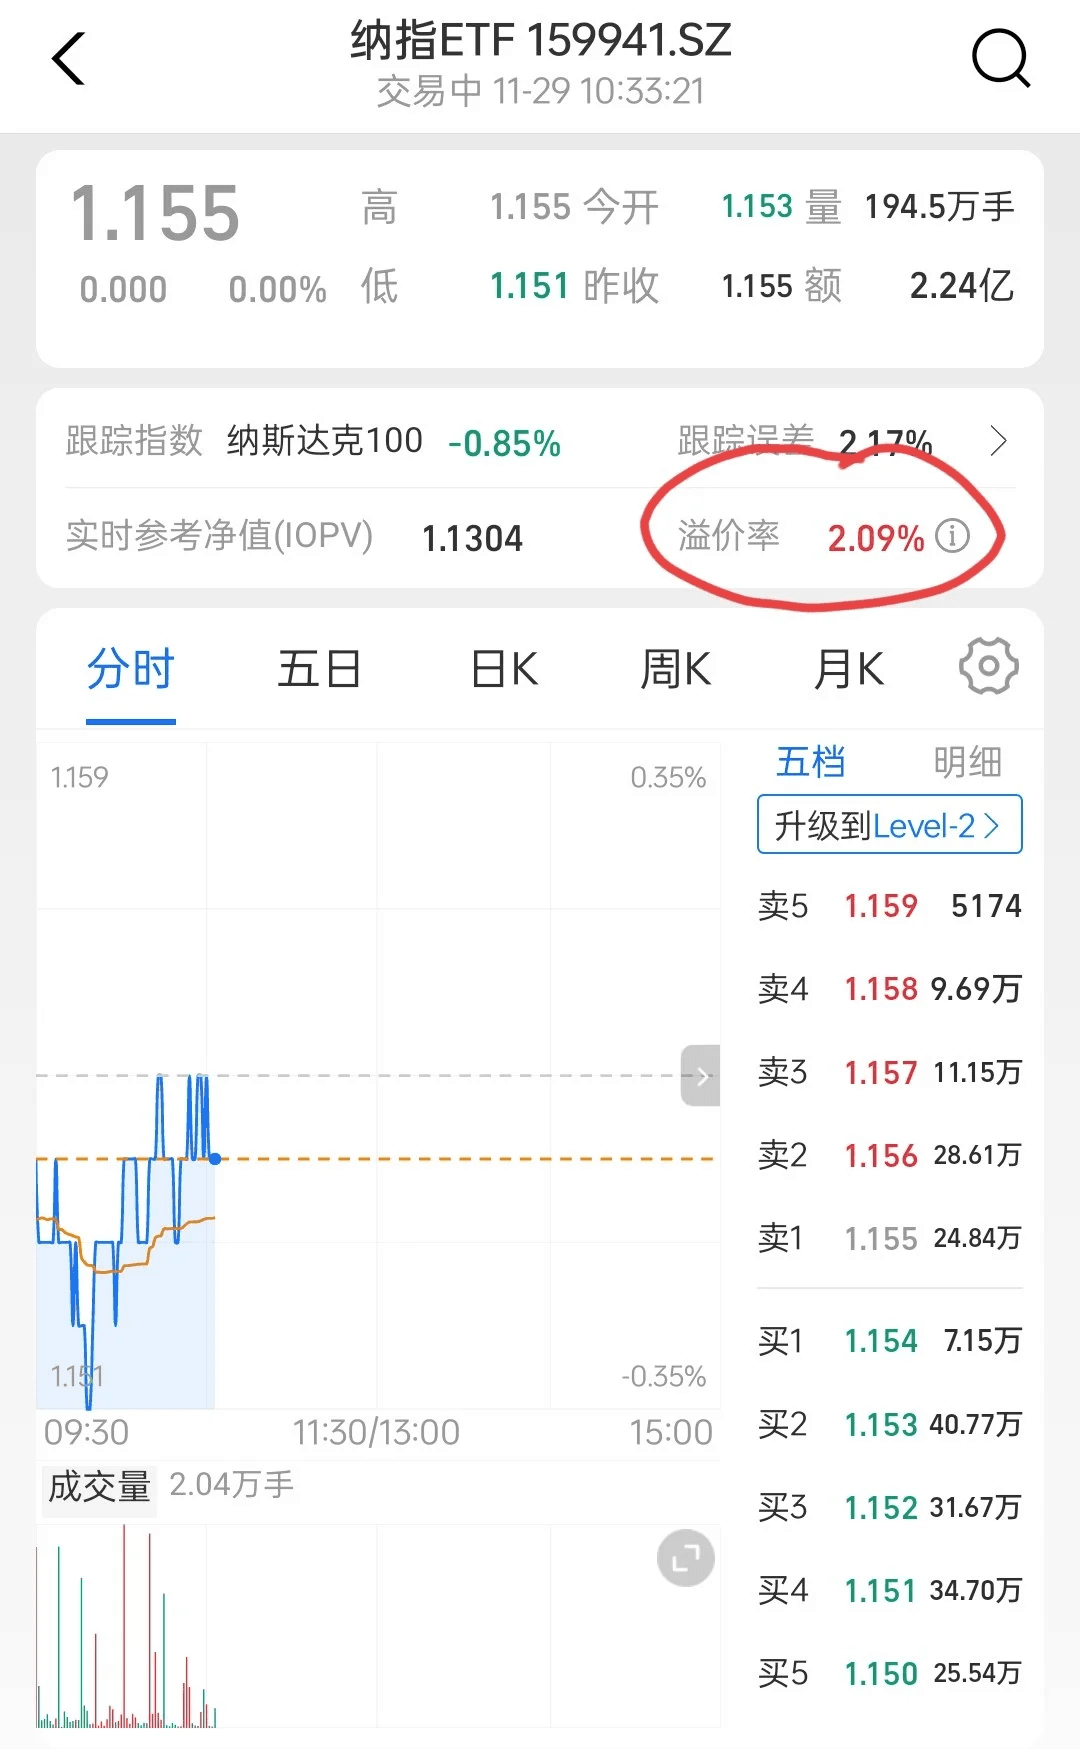 纳指ETF 159941.SZ
交易中 11-29 10:33:21
1.155 高 1.155 今开 1.153 量 194.5万手
0.000 0.00% 低 1.151 昨收 1.155 额 2.24亿
跟踪指数 纳斯达克100 -0.85% 跟踪误差 2.17%
实时参考净值(IOPV) 1.1304 溢价率 2.09%
分时 五日 日K 周K 月K
五档 明细
1.159 0.35%
升级到Level-2
卖5 1.159 5174
卖4 1.158 9.69万
卖3 1.157 11.15万
卖2 1.156 28.61万
卖1 1.155 24.84万
买1 1.154 7.15万
1.151 -0.35%
买2 1.153 40.77万
09:30 11:30/13:00 15:00
成交量 2.04万手
买3 1.152 31.67万
买4 1.151 34.70万
买5 1.150 25.54万